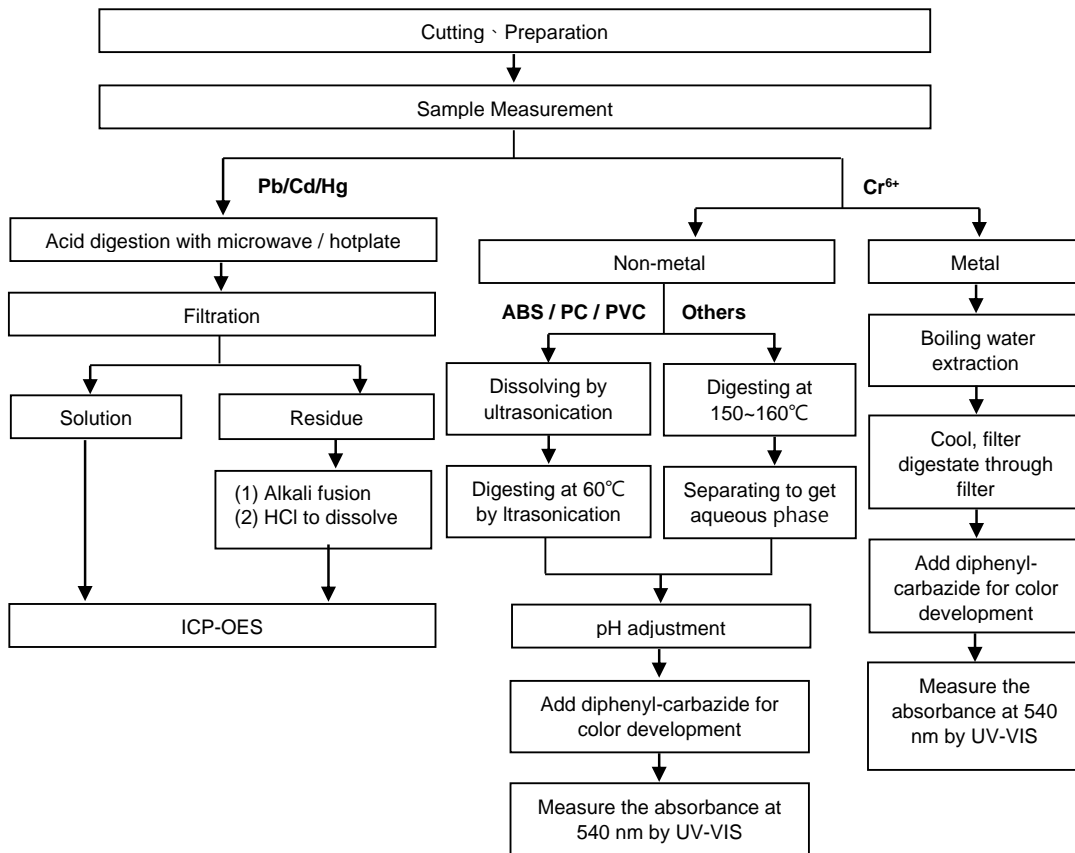 Cutting、Preparation
Sample Measurement
Pb/Cd/Hg
Acid digestion with microwave / hotplate
Filtration
Solution
Residue
(1) Alkali fusion
(2) HCl to dissolve
ICP-OES
Cr⁶⁺
Non-metal
ABS / PC / PVC
Others
Dissolving by
ultrasonication
Digesting at 60℃
by ltrasonication
Digesting at
150~160℃
Separating to get
aqueous phase
pH adjustment
Add diphenyl-carbazide for
color development
Measure the absorbance at
540 nm by UV-VIS
Metal
Boiling water
extraction
Cool, filter
digestate through
filter
Add diphenyl-
carbazide for color
development
Measure the
absorbance at 540
nm by UV-VIS